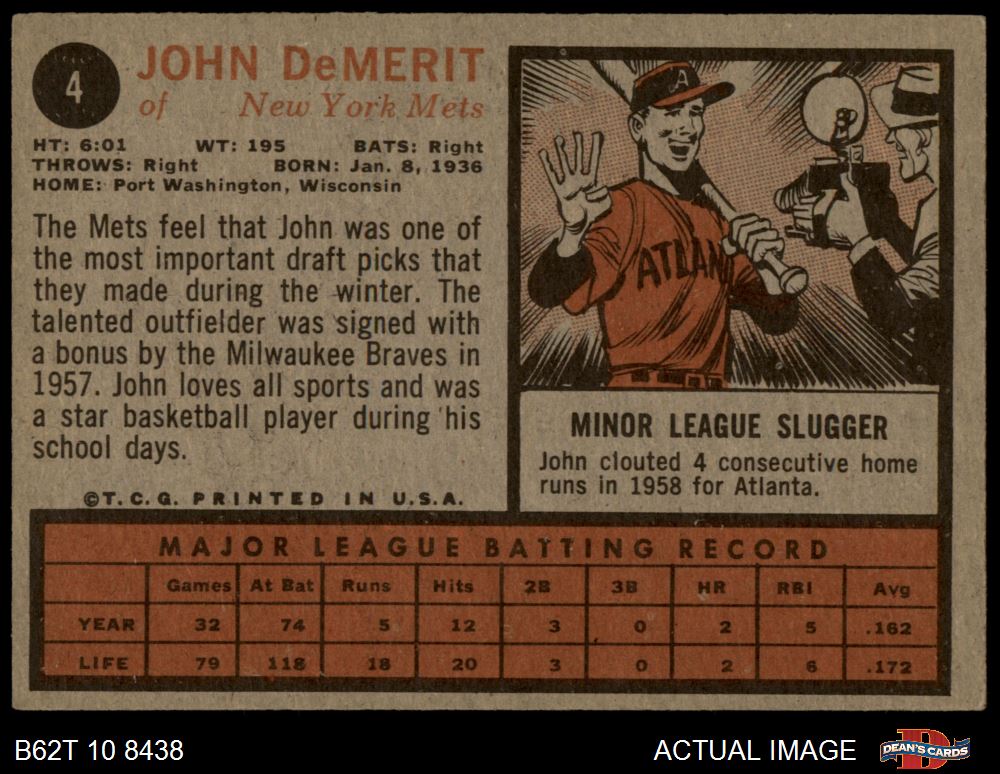 4
JOHN DeMERIT
of New York Mets
HT: 6:01 WT: 195 BATS: Right
THROWS: Right BORN: Jan. 8, 1936
HOME: Port Washington, Wisconsin
The Mets feel that John was one of
the most important draft picks that
they made during the winter. The
talented outfielder was signed with
a bonus by the Milwaukee Braves in
1957. John loves all sports and was
a star basketball player during his
school days.
©T.C.G. PRINTED IN U.S.A.
A
ATLAN
MINOR LEAGUE SLUGGER
John clouted 4 consecutive home
runs in 1958 for Atlanta.
MAJOR LEAGUE BATTING RECORD
Games At Bat Runs Hits 2B 3B HR RBI Avg
YEAR 32 74 5 12 3 0 2 5 .162
LIFE 79 118 18 20 3 0 2 6 .172
B62T 10 8438
ACTUAL IMAGE
D
DEAN'S CARDS